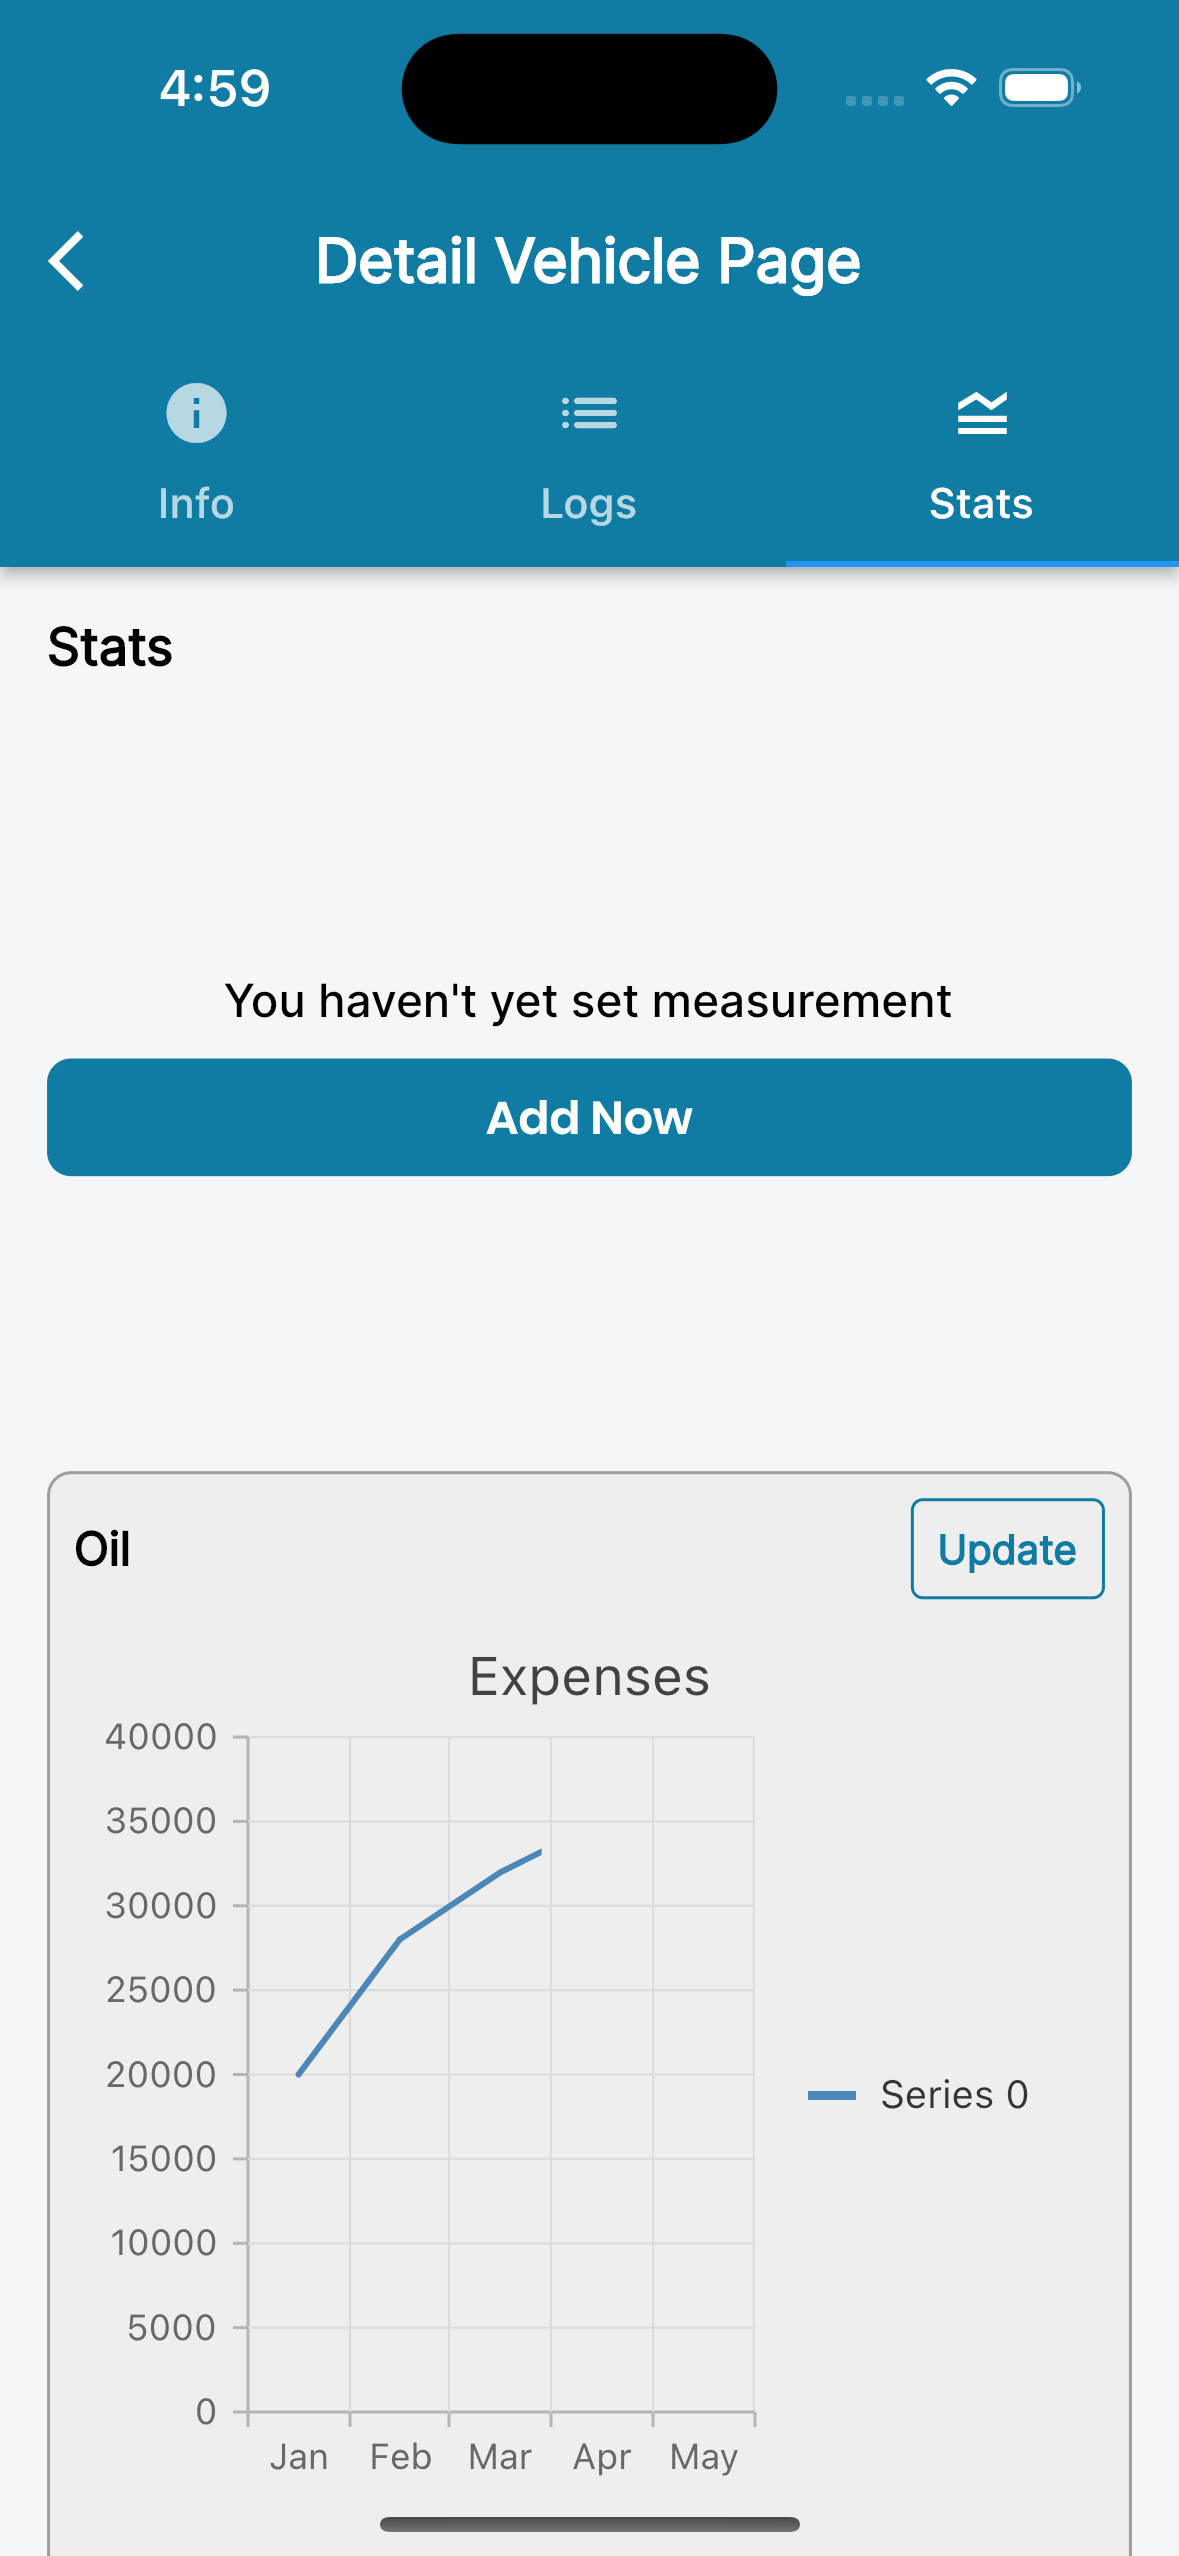 4:59
Detail Vehicle Page
Info
Logs
Stats
Stats
You haven't yet set measurement
Add Now
Oil
Update
Expenses
40000
35000
30000
25000
20000
15000
10000
5000
0
Jan Feb Mar Apr May
Series 0